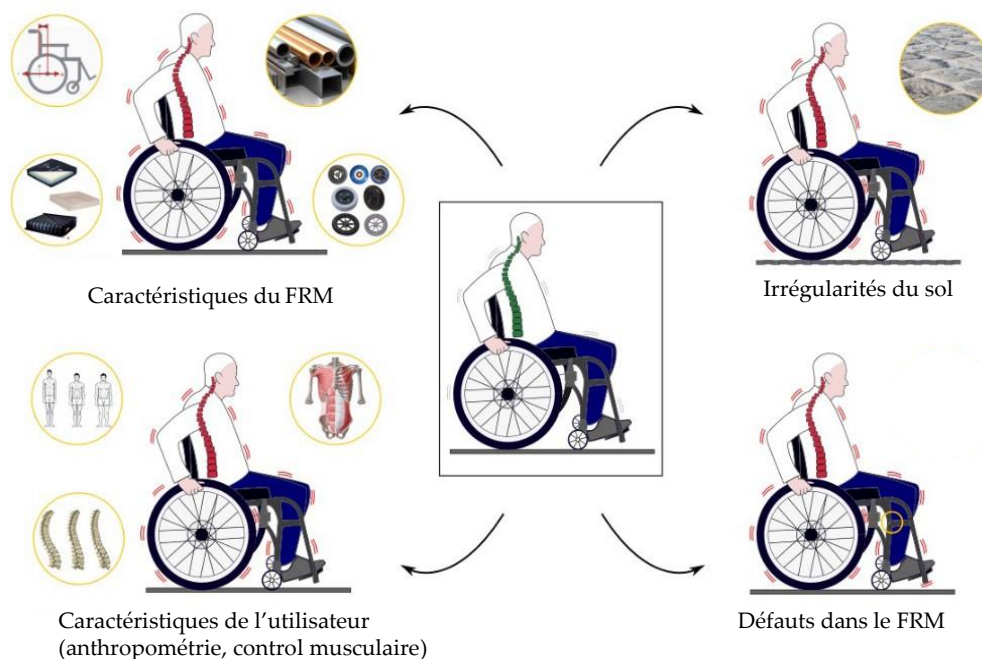 Caractéristiques du FRM
Irrégularités du sol
Caractéristiques de l’utilisateur
(anthropométrie, control musculaire)
Défauts dans le FRM